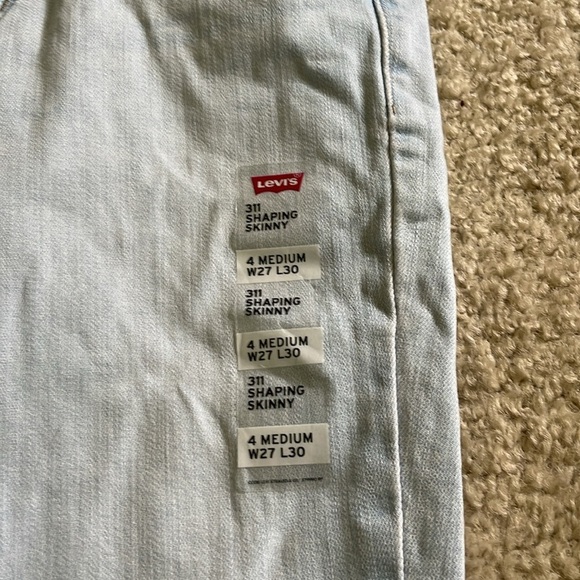 Levi's
311
SHAPING
SKINNY
4 MEDIUM
W27 L30
311
SHAPING
SKINNY
4 MEDIUM
W27 L30
311
SHAPING
SKINNY
4 MEDIUM
W27 L30